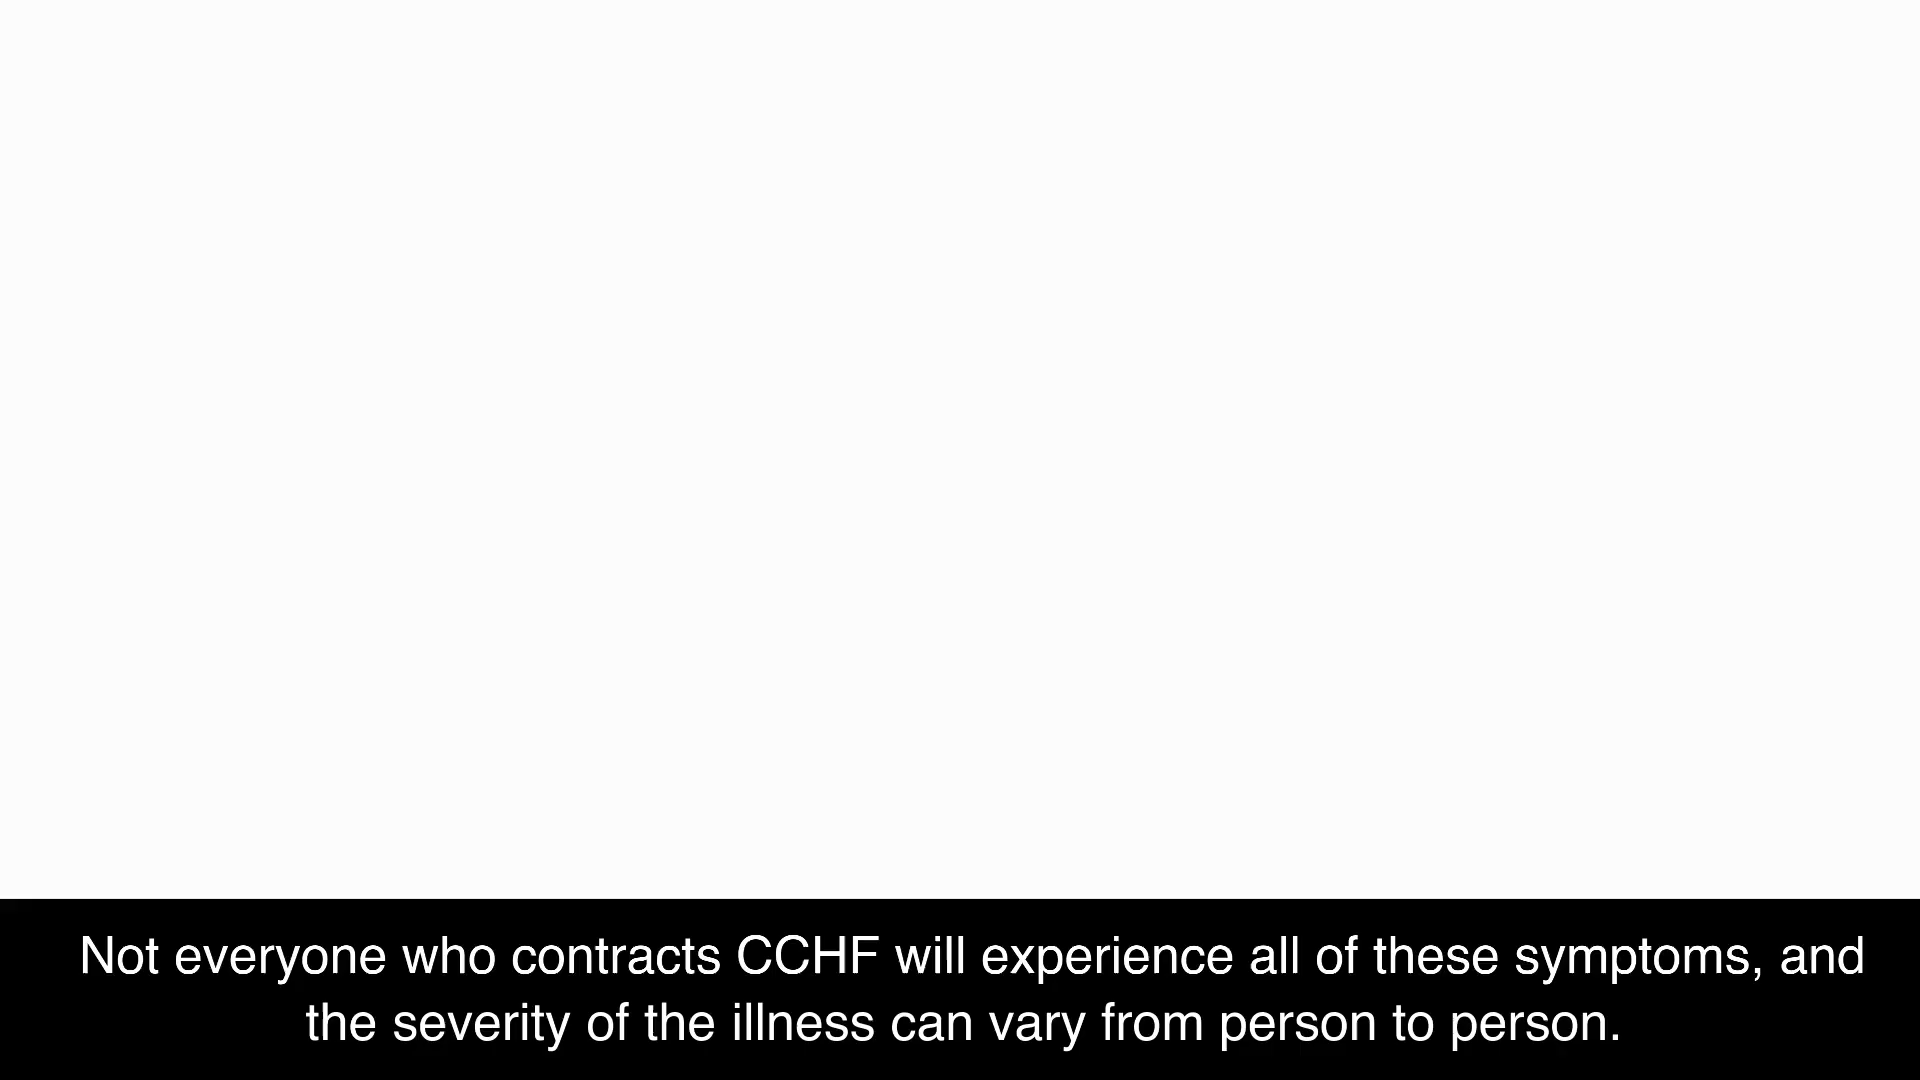 Not everyone who contracts CCHF will experience all of these symptoms, and
the severity of the illness can vary from person to person.